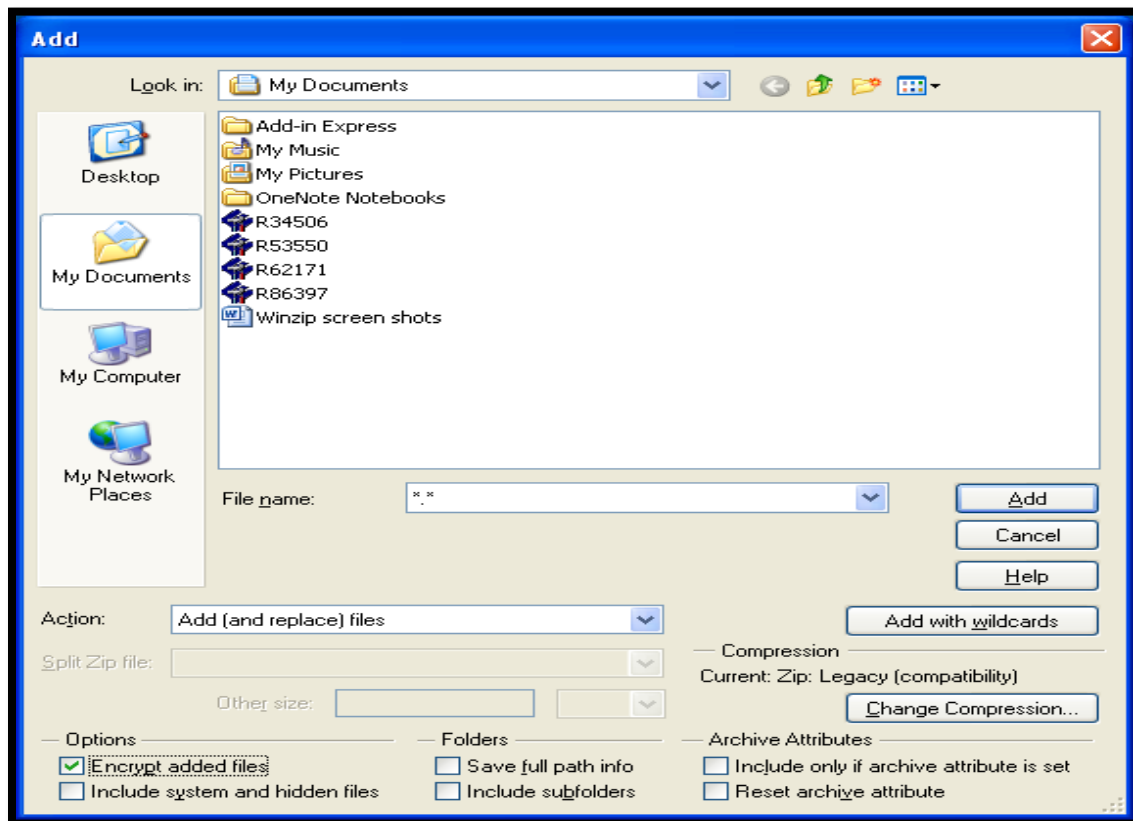 Add
Look in: My Documents
Desktop
My Documents
My Computer
My Network
Places
Add-in Express
My Music
My Pictures
OneNote Notebooks
R34506
R53550
R62171
R86397
Winzip screen shots
File name: *.* Add
Cancel
Help
Action: Add (and replace) files Add with wildcards
Split Zip file:
Other size:
Compression
Current: Zip: Legacy (compatibility)
Change Compression...
Options
Encrypt added files
Include system and hidden files
Folders
Save full path info
Include subfolders
Archive Attributes
Include only if archive attribute is set
Reset archive attribute